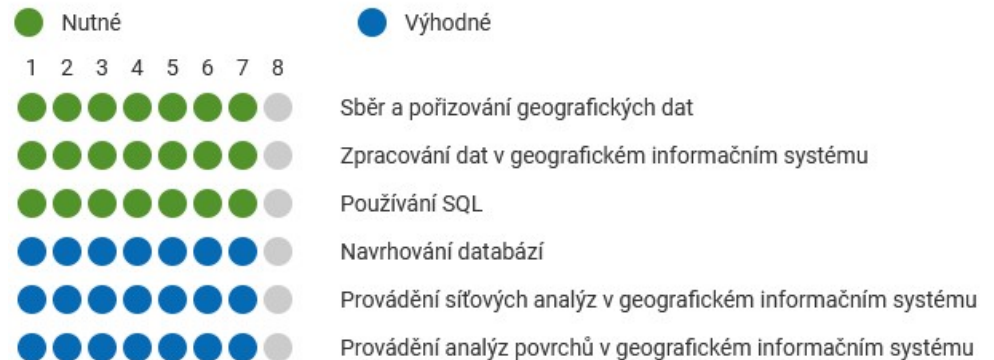 Nutné Výhodné
1 2 3 4 5 6 7 8
Sběr a pořizování geografických dat
Zpracování dat v geografickém informačním systému
Používání SQL
Navrhování databází
Provádění síťových analýz v geografickém informačním systému
Provádění analýz povrchů v geografickém informačním systému